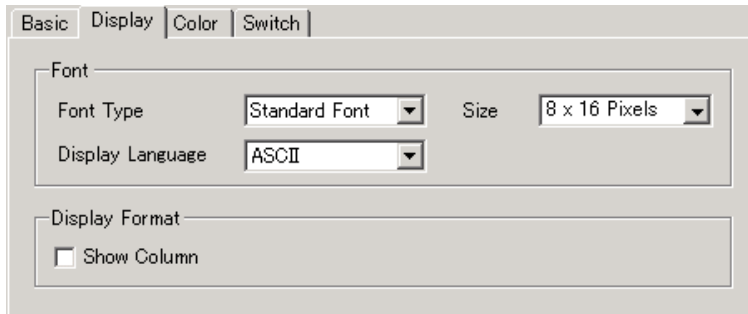 Basic Display Color Switch
Font
Font Type Standard Font Size 8 x 16 Pixels
Display Language ASCII
Display Format
Show Column